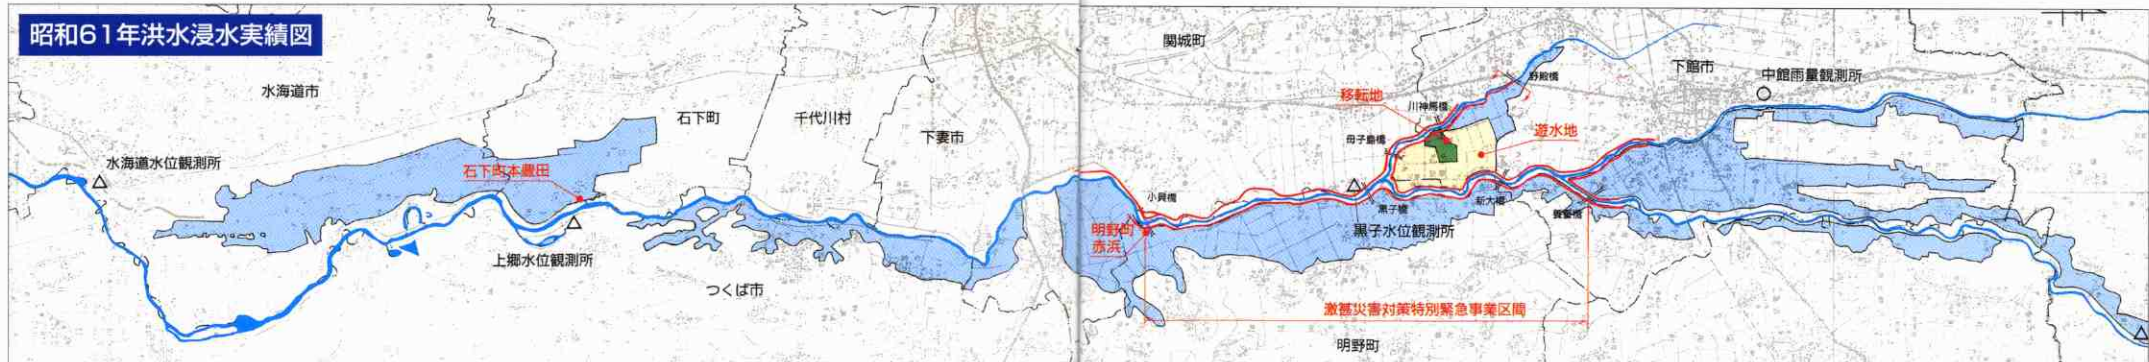 昭和61年洪水浸水実績図
水海道市
水海道水位観測所
石下町本豊田
石下町
千代川村
下妻市
上郷水位観測所
つくば市
関城町
小貝橋
明野町
赤浜
移転地
川神馬橋
野殿橋
母子島橋
遊水地
黒子橋
新大橋
養蚕橋
黒子水位観測所
下館市
中館雨量観測所
激甚災害対策特別緊急事業区間
明野町